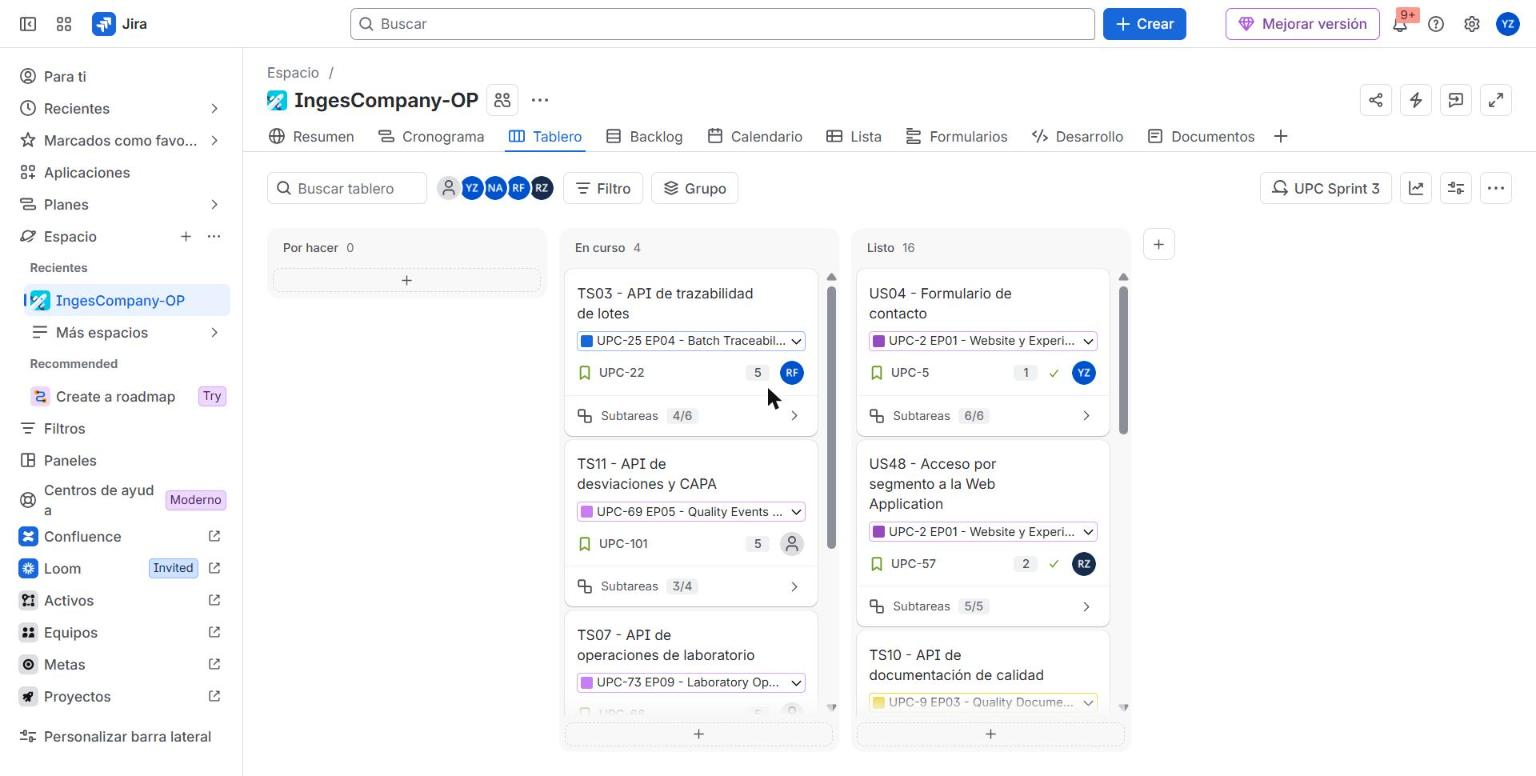 Jira
Buscar
Crear
Mejorar versión
9+
YZ
Para ti
Recientes
Marcados como favo...
Aplicaciones
Planes
Espacio
Recientes
IngesCompany-OP
Más espacios
Recommended
Create a roadmap
Try
Filtros
Paneles
Centros de ayud
a
Moderno
Confluence
Loom
Invited
Activos
Equipos
Metas
Proyectos
Personalizar barra lateral
Espacio /
IngesCompany-OP
Resumen
Cronograma
Tablero
Backlog
Calendario
Lista
Formularios
Desarrollo
Documentos
Buscar tablero
YZ
NA
RF
RZ
Filtro
Grupo
UPC Sprint 3
Por hacer 0
En curso 4
TS03 - API de trazabilidad
de lotes
UPC-25 EP04 - Batch Traceabil...
UPC-22
5
RF
Subtareas 4/6
TS11 - API de
desviaciones y CAPA
UPC-69 EP05 - Quality Events ...
UPC-101
5
Subtareas 3/4
TS07 - API de
operaciones de laboratorio
UPC-73 EP09 - Laboratory Op...
UPC-66
5
Listo 16
US04 - Formulario de
contacto
UPC-2 EP01 - Website y Experi...
UPC-5
1
YZ
Subtareas 6/6
US48 - Acceso por
segmento a la Web
Application
UPC-2 EP01 - Website y Experi...
UPC-57
2
RZ
Subtareas 5/5
TS10 - API de
documentación de calidad
UPC-9 EP03 - Quality Docume...